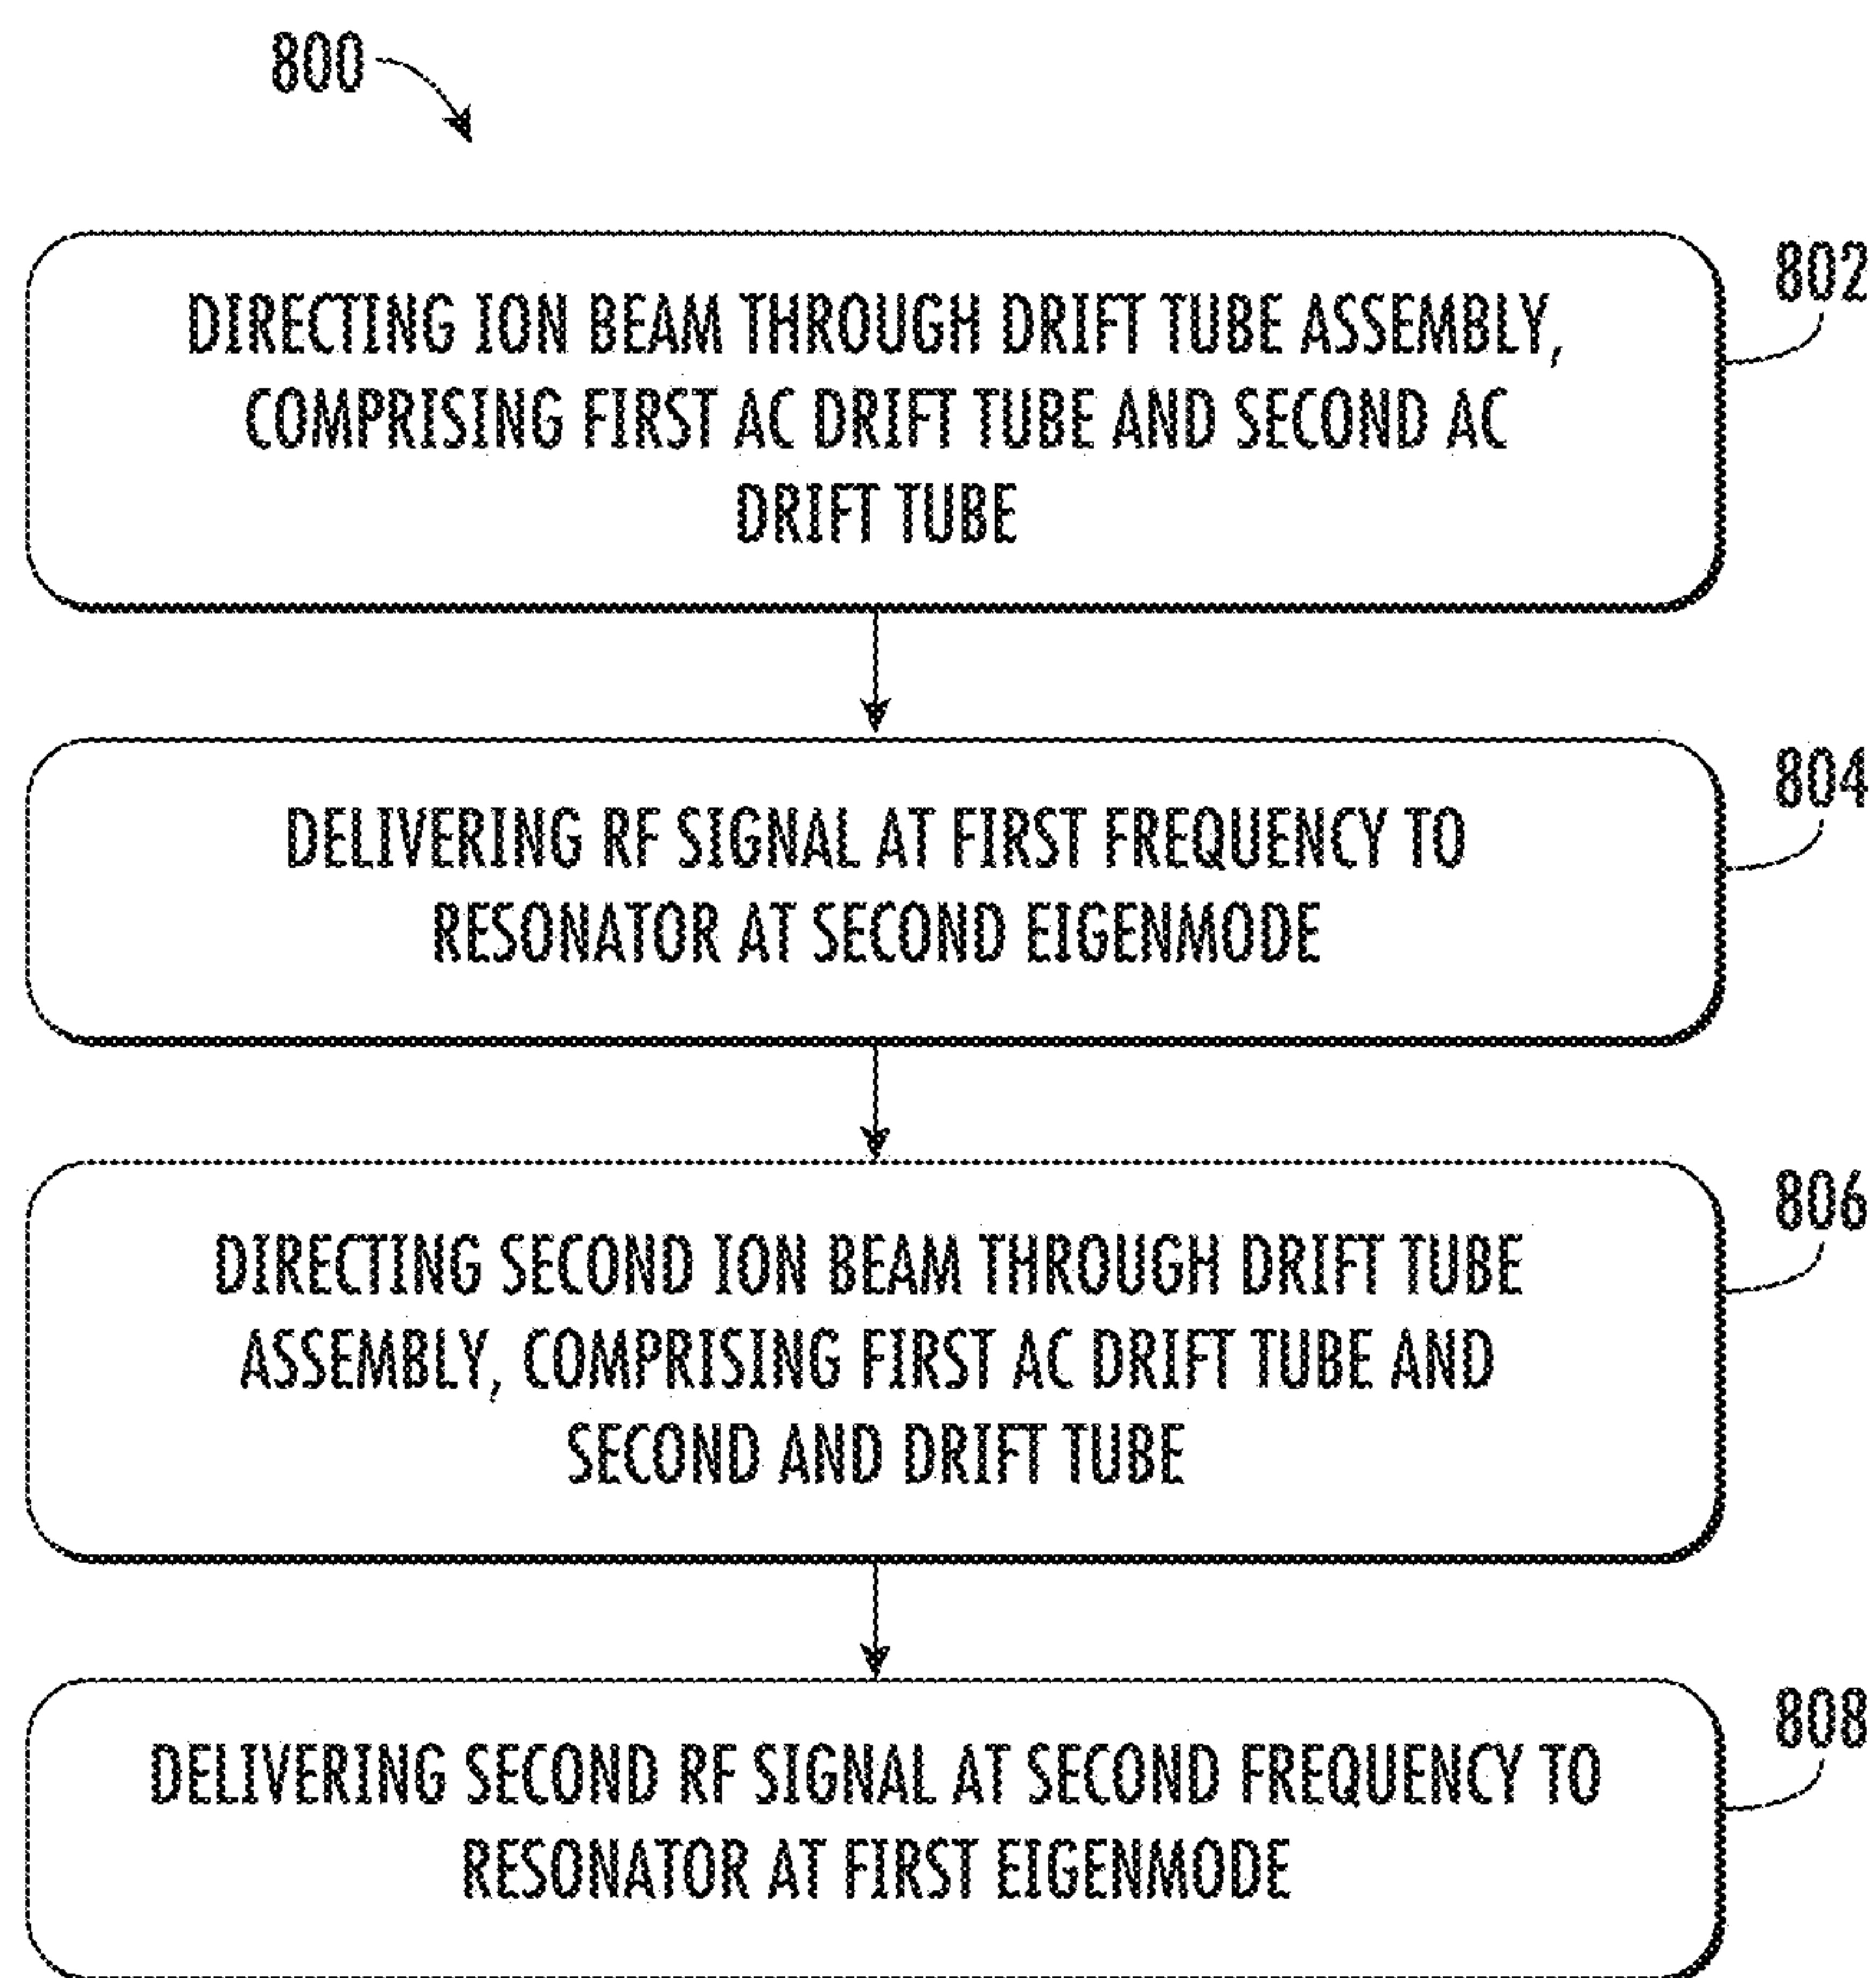 800
802
DIRECTING ION BEAM THROUGH DRIFT TUBE ASSEMBLY,
COMPRISING FIRST AC DRIFT TUBE AND SECOND AC
DRIFT TUBE
804
DELIVERING RF SIGNAL AT FIRST FREQUENCY TO
RESONATOR AT SECOND EIGENMODE
806
DIRECTING SECOND ION BEAM THROUGH DRIFT TUBE
ASSEMBLY, COMPRISING FIRST AC DRIFT TUBE AND
SECOND AND DRIFT TUBE
808
DELIVERING SECOND RF SIGNAL AT SECOND FREQUENCY TO
RESONATOR AT FIRST EIGENMODE